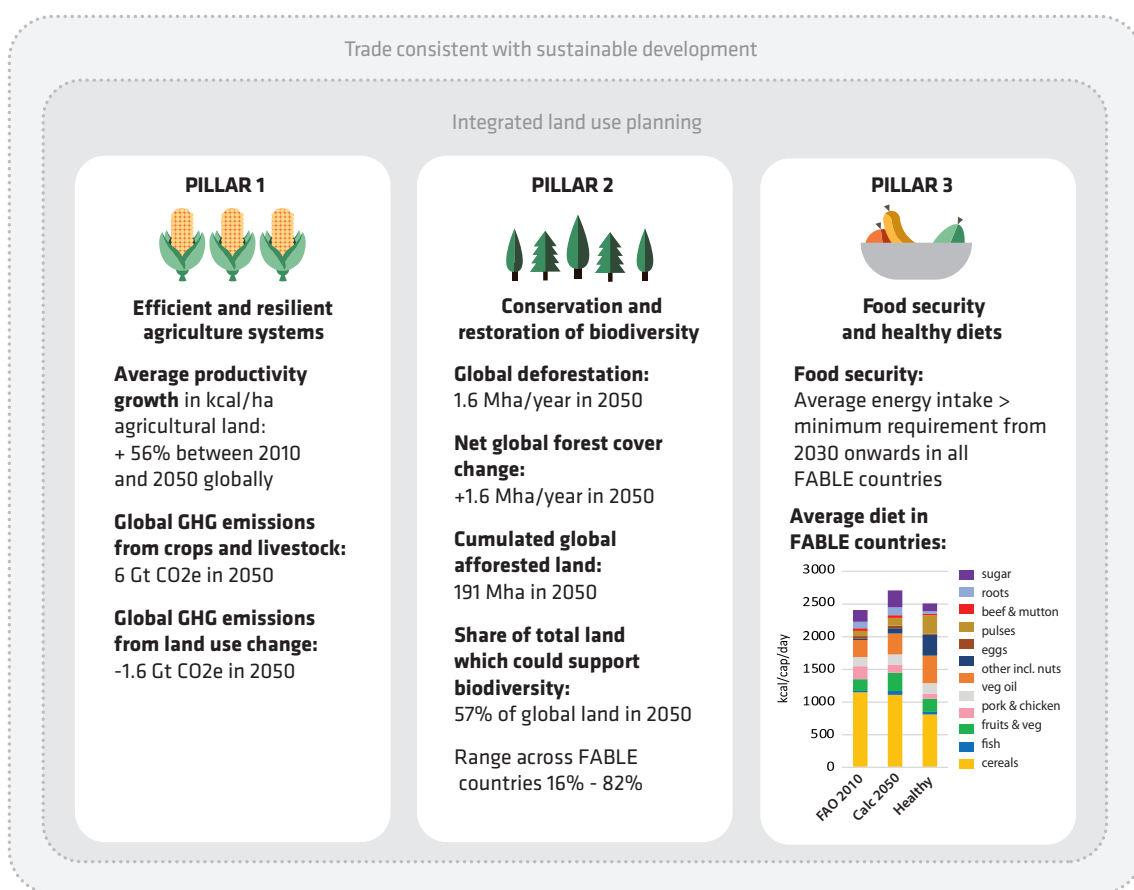 Trade consistent with sustainable development
Integrated land use planning
PILLAR 1
Efficient and resilient
agriculture systems
Average productivity
growth in kcal/ha
agricultural land:
+ 56% between 2010
and 2050 globally
Global GHG emissions
from crops and livestock:
6 Gt CO2e in 2050
Global GHG emissions
from land use change:
-1.6 Gt CO2e in 2050
PILLAR 2
Conservation and
restoration of biodiversity
Global deforestation:
1.6 Mha/year in 2050
Net global forest cover
change:
+1.6 Mha/year in 2050
Cumulated global
afforested land:
191 Mha in 2050
Share of total land
which could support
biodiversity:
57% of global land in 2050
Range across FABLE
countries 16% - 82%
PILLAR 3
Food security
and healthy diets
Food security:
Average energy intake >
minimum requirement from
2030 onwards in all
FABLE countries
Average diet in
FABLE countries:
kcal/cap/day
3000
2500
2000
1500
1000
500
0
FAO 2010
Calc 2050
Healthy
sugar
roots
beef & mutton
pulses
eggs
other incl. nuts
veg oil
pork & chicken
fruits & veg
fish
cereals